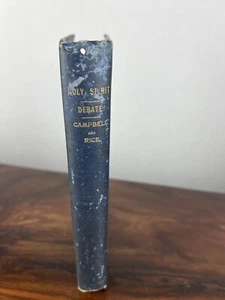 HOLY SPIRIT
DEBATE
CAMPBELL
AND
RICE